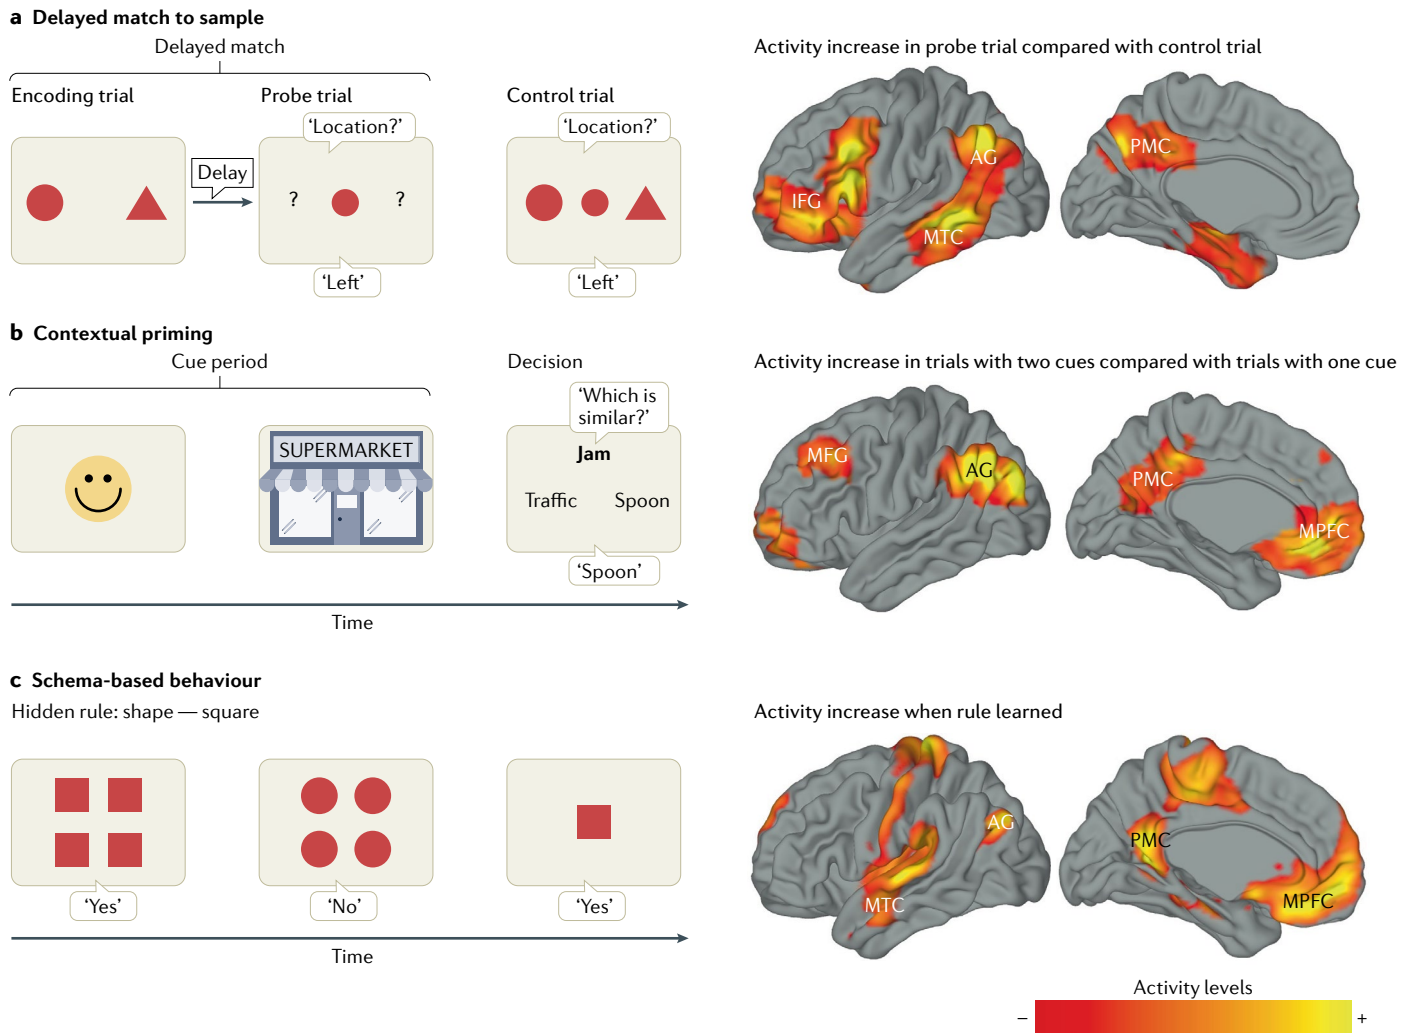 a Delayed match to sample
Delayed match
Activity increase in probe trial compared with control trial
Encoding trial
Probe trial
Control trial
'Location?'
'Location?'
Delay
?
?
'Left'
'Left'
IFG
AG
MTC
PMC
b Contextual priming
Cue period
Decision
Activity increase in trials with two cues compared with trials with one cue
'Which is
similar?'
SUPERMARKET
Jam
Traffic
Spoon
'Spoon'
Time
MFG
AG
PMC
MPFC
c Schema-based behaviour
Hidden rule: shape — square
Activity increase when rule learned
'Yes'
'No'
'Yes'
Time
AG
MTC
PMC
MPFC
Activity levels
– +